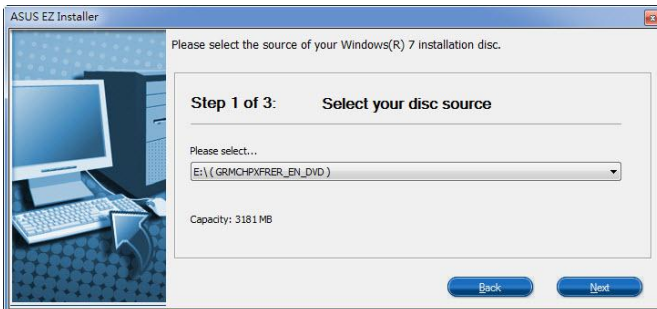 ASUS EZ Installer
Please select the source of your Windows(R) 7 installation disc.
Step 1 of 3: Select your disc source
Please select...
E:\ ( GRMCHPXFRER_EN_DVD )
Capacity: 3181 MB
Back Next